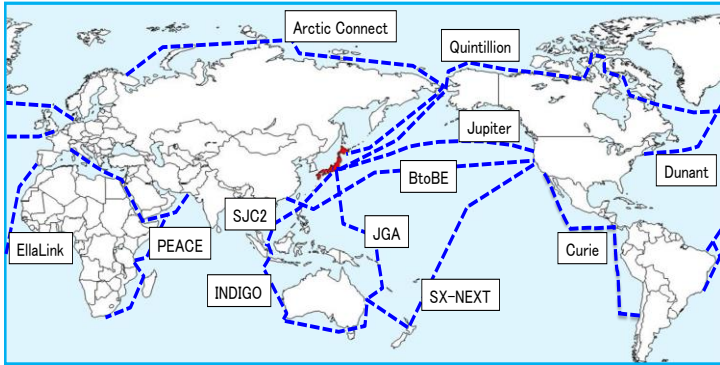 Arctic Connect
Quintillion
Jupiter
BtoBE
Dunant
SJC2
JGA
EllaLink
PEACE
Curie
INDIGO
SX-NEXT